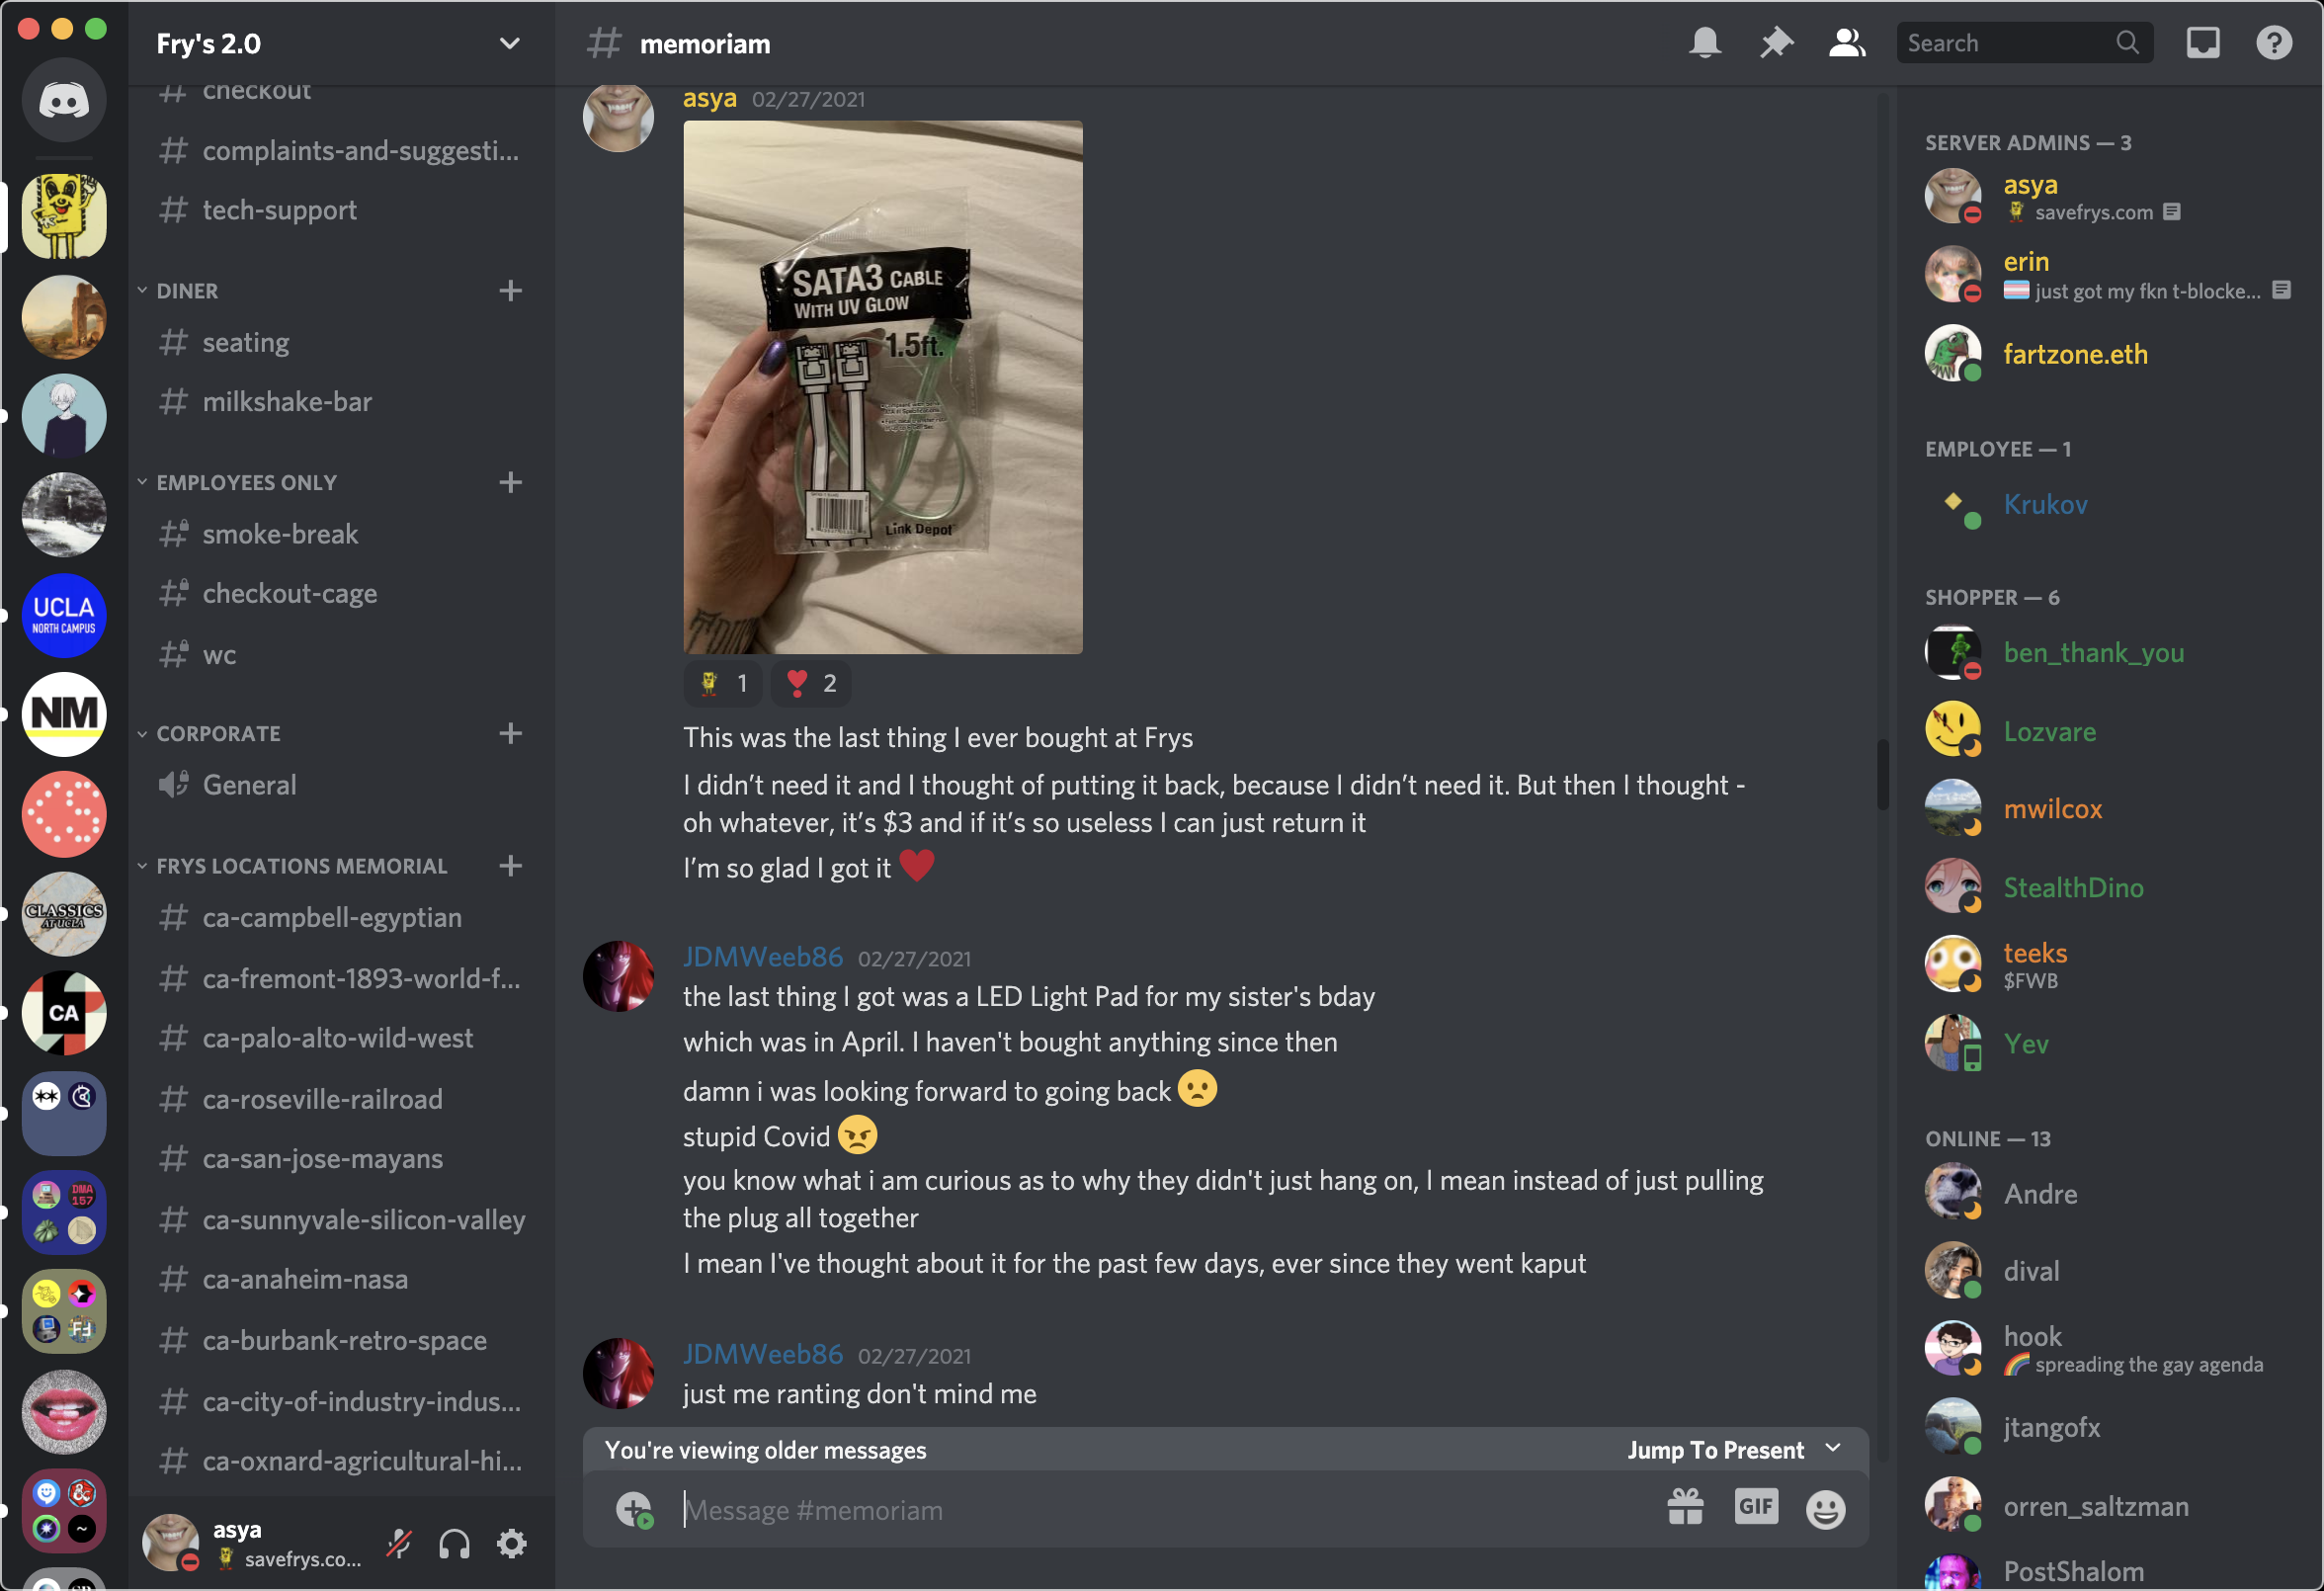 Fry's 2.0
checkout
# complaints-and-suggesti...
# tech-support
DINER
# seating
# milkshake-bar
EMPLOYEES ONLY
# smoke-break
# checkout-cage
# wc
CORPORATE
General
FRYS LOCATIONS MEMORIAL
# ca-campbell-egyptian
# ca-fremont-1893-world-f...
# ca-palo-alto-wild-west
# ca-roseville-railroad
# ca-san-jose-mayans
# ca-sunnyvale-silicon-valley
# ca-anaheim-nasa
# ca-burbank-retro-space
# ca-city-of-industry-indus...
# ca-oxnard-agricultural-hi...
asya
savefrys.co...
UCLA
NORTH CAMPUS
NM
CLASSICS
AT UCLA
CA
DMA
157
# memoriam
Search
asya 02/27/2021
SATA3 CABLE
WITH UV GLOW
1.5ft.
Link Depot
1
2
This was the last thing I ever bought at Frys
I didn’t need it and I thought of putting it back, because I didn’t need it. But then I thought -
oh whatever, it’s $3 and if it’s so useless I can just return it
I’m so glad I got it ❤️
JDMWeeb86 02/27/2021
the last thing I got was a LED Light Pad for my sister's bday
which was in April. I haven't bought anything since then
damn i was looking forward to going back 🙁
stupid Covid 😠
you know what i am curious as to why they didn't just hang on, I mean instead of just pulling
the plug all together
I mean I've thought about it for the past few days, ever since they went kaput
JDMWeeb86 02/27/2021
just me ranting don't mind me
You're viewing older messages
Jump To Present
Message #memoriam
GIF
SERVER ADMINS — 3
asya
savefrys.com
erin
just got my fkn t-blocke...
fartzone.eth
EMPLOYEE — 1
Krukov
SHOPPER — 6
ben_thank_you
Lozvare
mwilcox
StealthDino
teeks
$FWB
Yev
ONLINE — 13
Andre
dival
hook
🌈 spreading the gay agenda
jtangofx
orren_saltzman
PostShalom